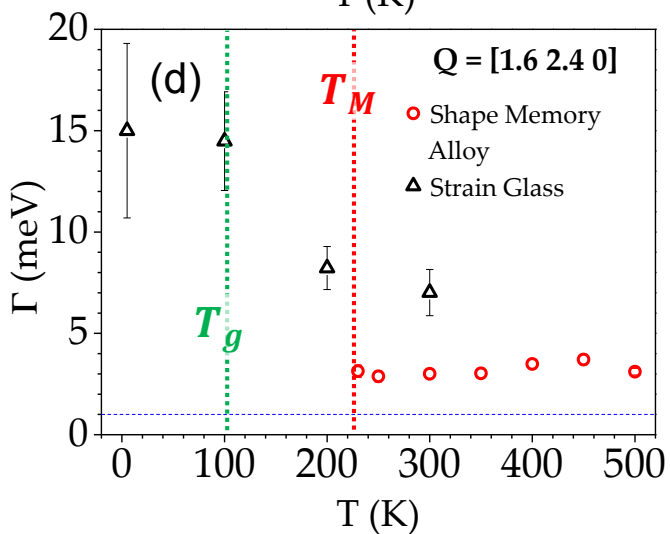 T (K)
20
(d)
Q = [1.6 2.4 0]
T_M
Shape Memory
Alloy
Strain Glass
15
10
Γ (meV)
T_g
5
0
0 100 200 300 400 500
T (K)